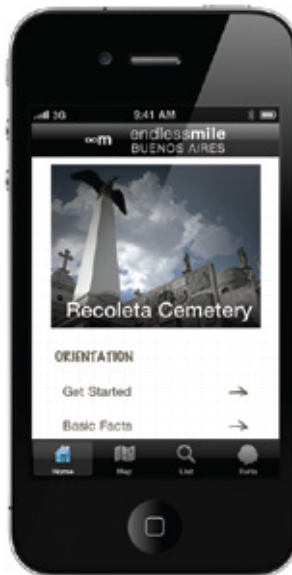 3G 9:41 AM
∞m endlessmile
BUENOS AIRES
Recoleta Cemetery
ORIENTATION
Get Started →
Basic Facts →
Home Map List